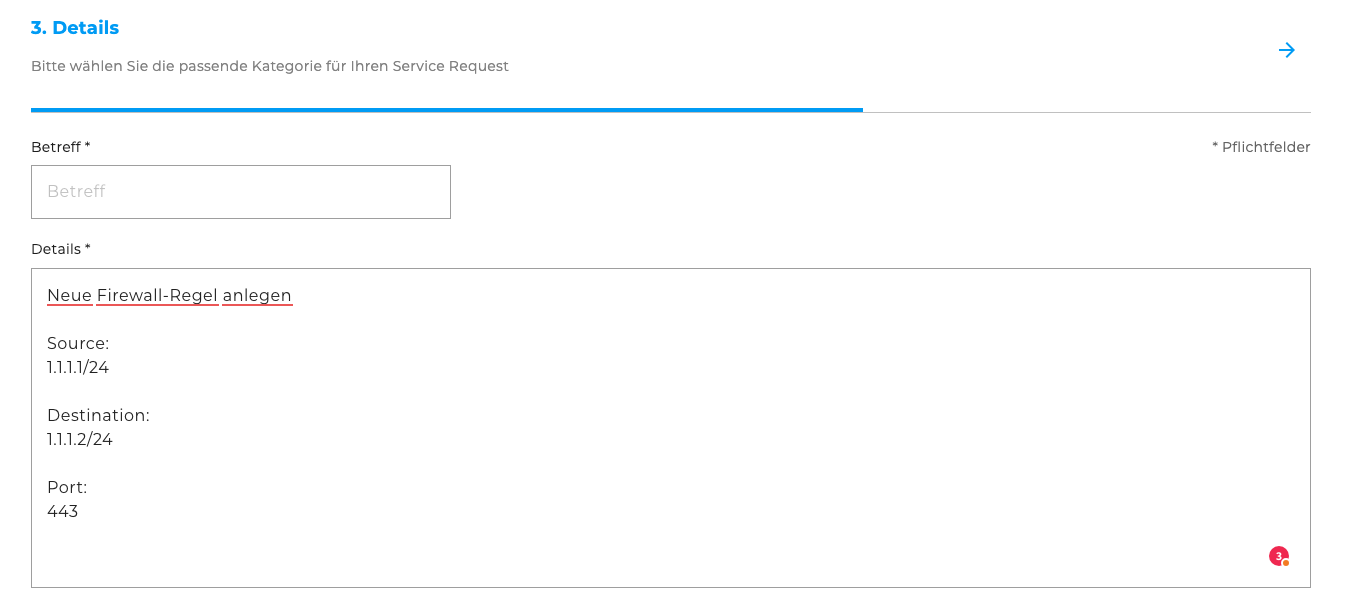 3. Details
Bitte wählen Sie die passende Kategorie für Ihren Service Request
Betreff *
* Pflichtfelder
Betreff
Details *
Neue Firewall-Regel anlegen
Source:
1.1.1.1/24
Destination:
1.1.1.2/24
Port:
443
3